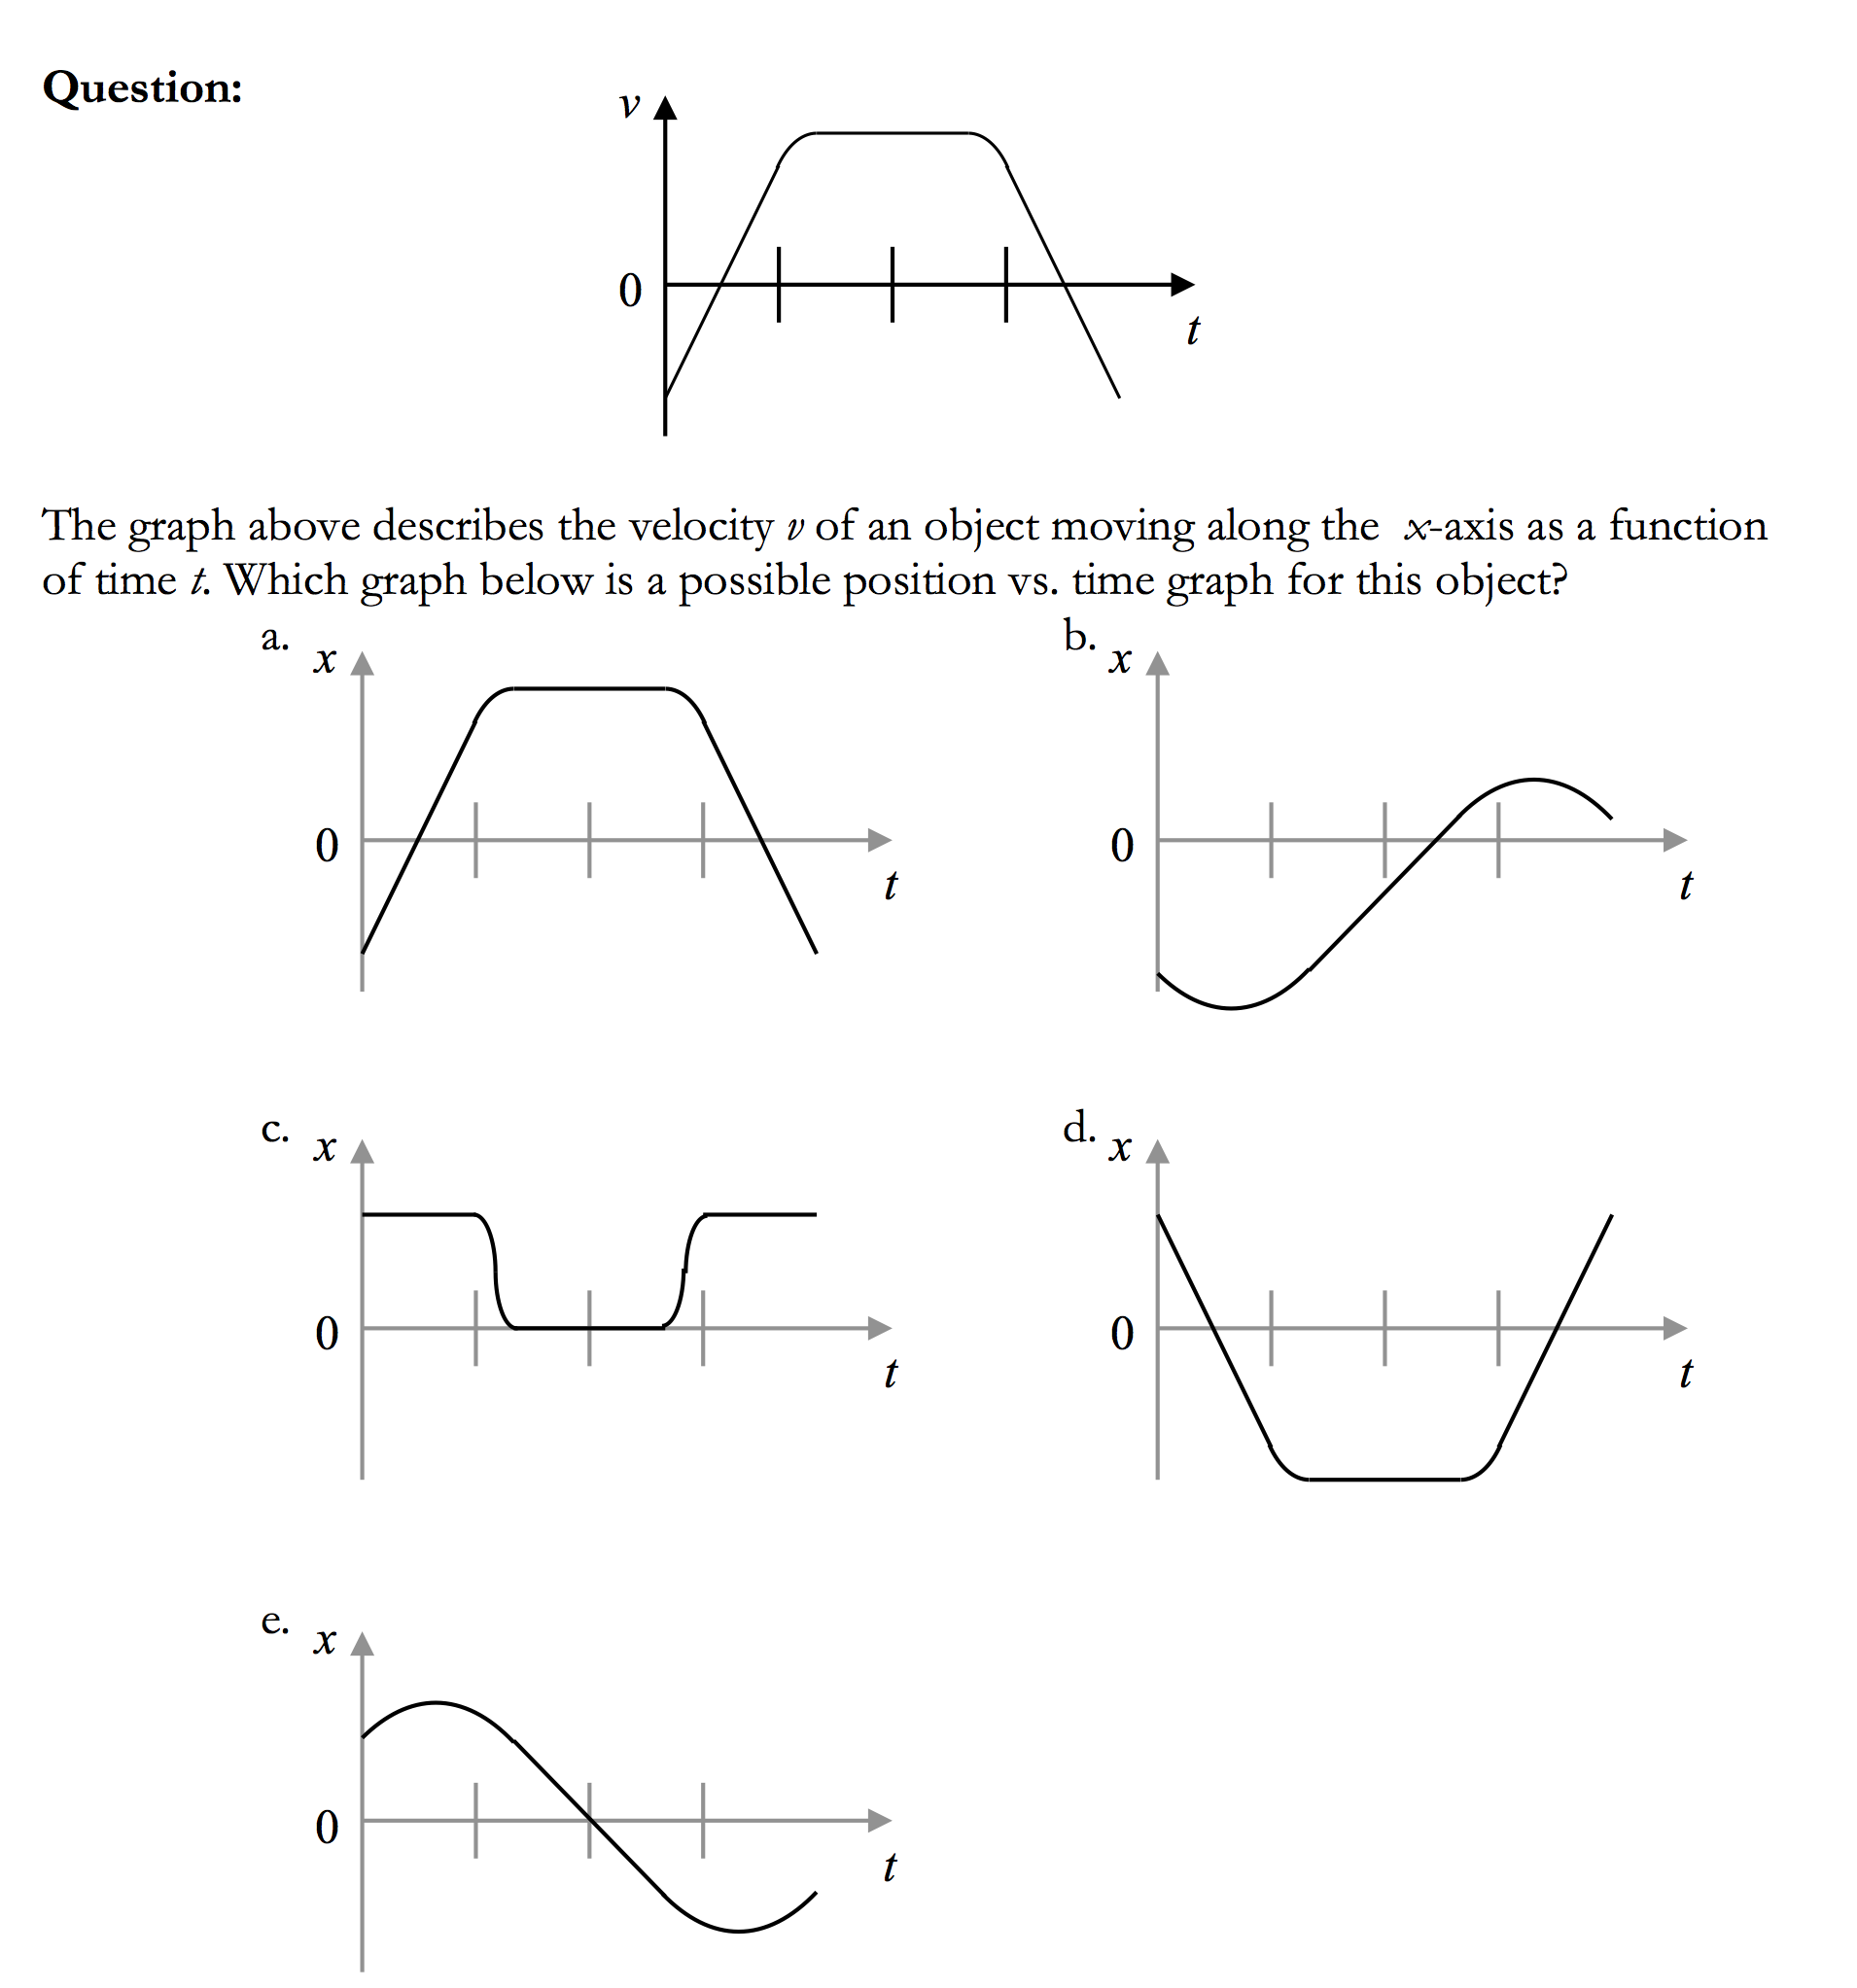 Question:
v
0
t
The graph above describes the velocity v of an object moving along the x-axis as a function
of time t. Which graph below is a possible position vs. time graph for this object?
a.
x
0
t
b.
x
0
t
c.
x
0
t
d.
x
0
t
e.
x
0
t